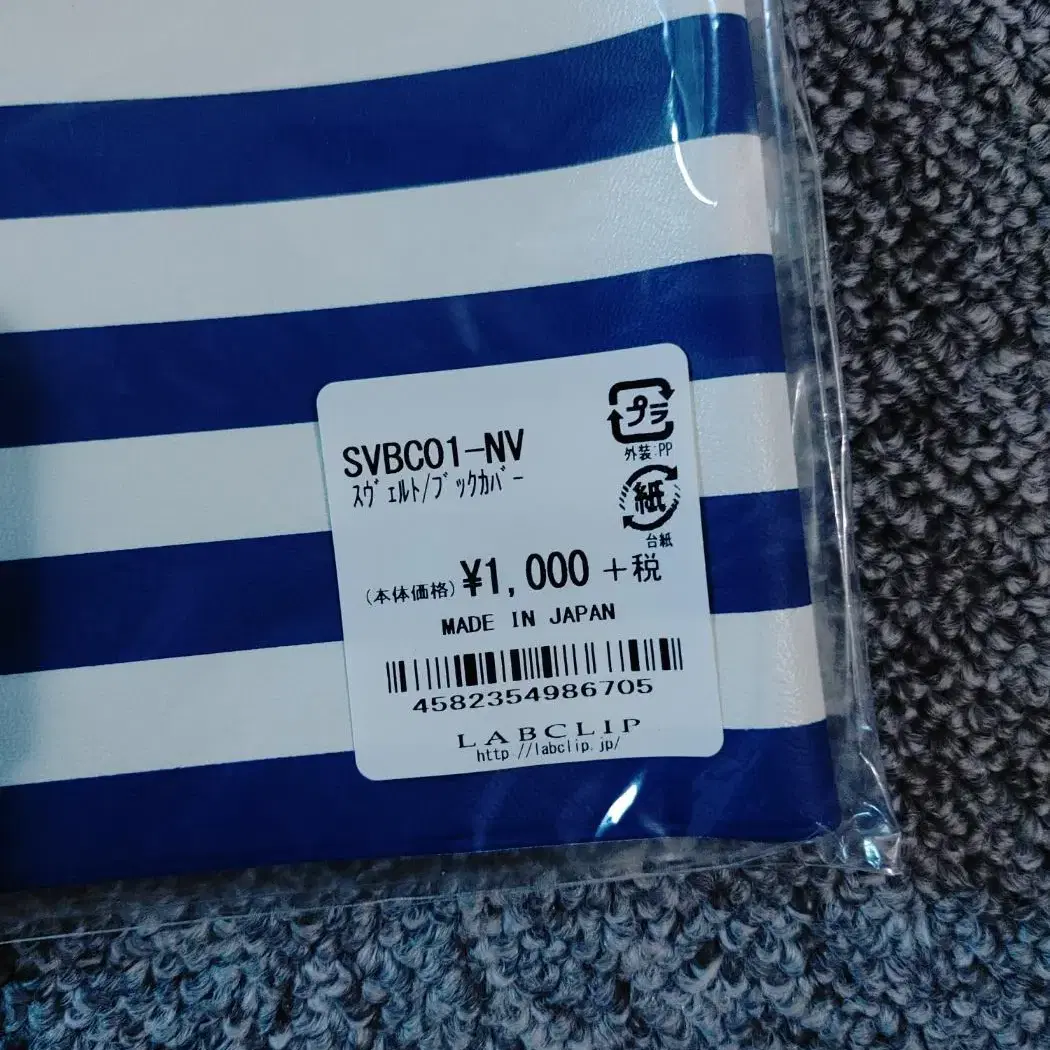 SVBC01-NV
スヴェルト/ブックカバー
プラ
外装:PP
紙
台紙
(本体価格)¥1,000+税
MADE IN JAPAN
4582354986705
LABCLIP
http://labclip.jp/